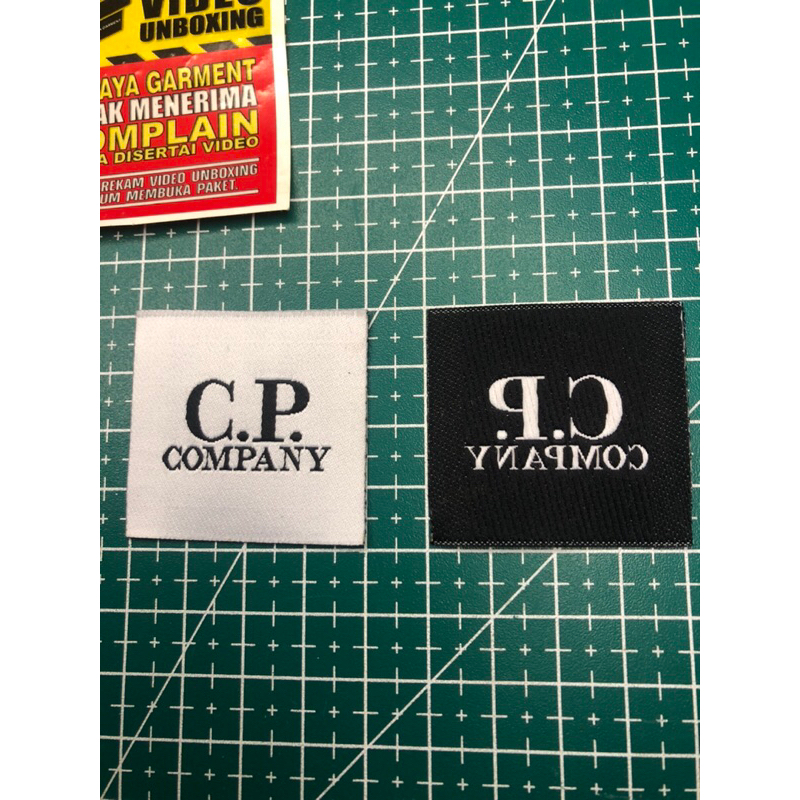 VIDEO
UNBOXING
AYA GARMENT
AK MENERIMA
OMPLAIN
A DISERTAI VIDEO
REKAM VIDEO UNBOXING
UM MEMBUKA PAKET.
C.P.
COMPANY
C.P.
COMPANY